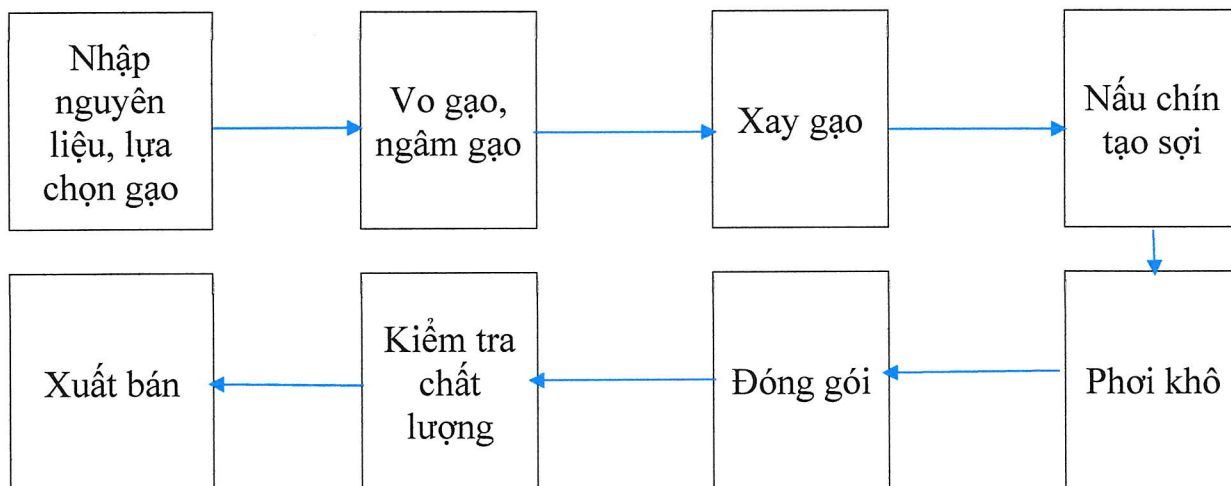 Nhập
nguyên
liệu, lựa
chọn gạo
Vo gạo,
ngâm gạo
Xay gạo
Nấu chín
tạo sợi
Phơi khô
Đóng gói
Kiểm tra
chất
lượng
Xuất bán